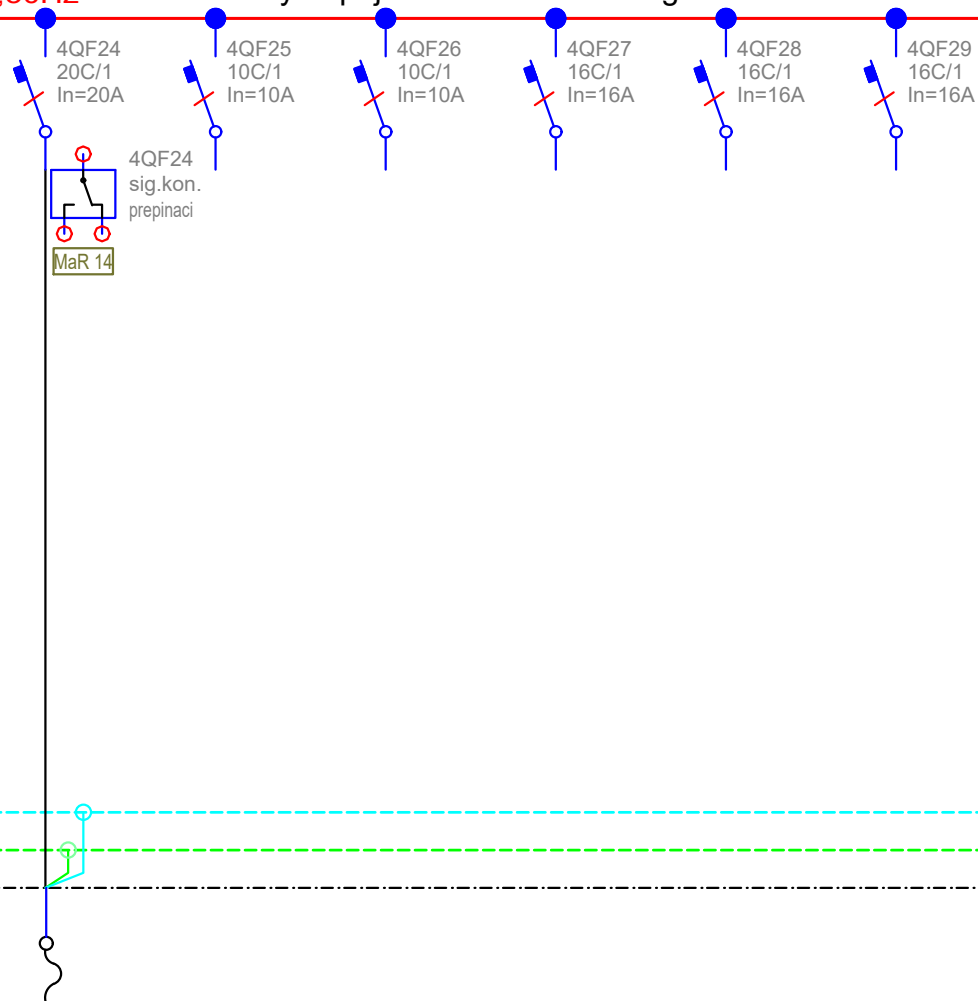 4QF24
20C/1
In=20A
4QF25
10C/1
In=10A
4QF26
10C/1
In=10A
4QF27
16C/1
In=16A
4QF28
16C/1
In=16A
4QF29
16C/1
In=16A
4QF24
sig.kon.
prepinaci
MaR 14